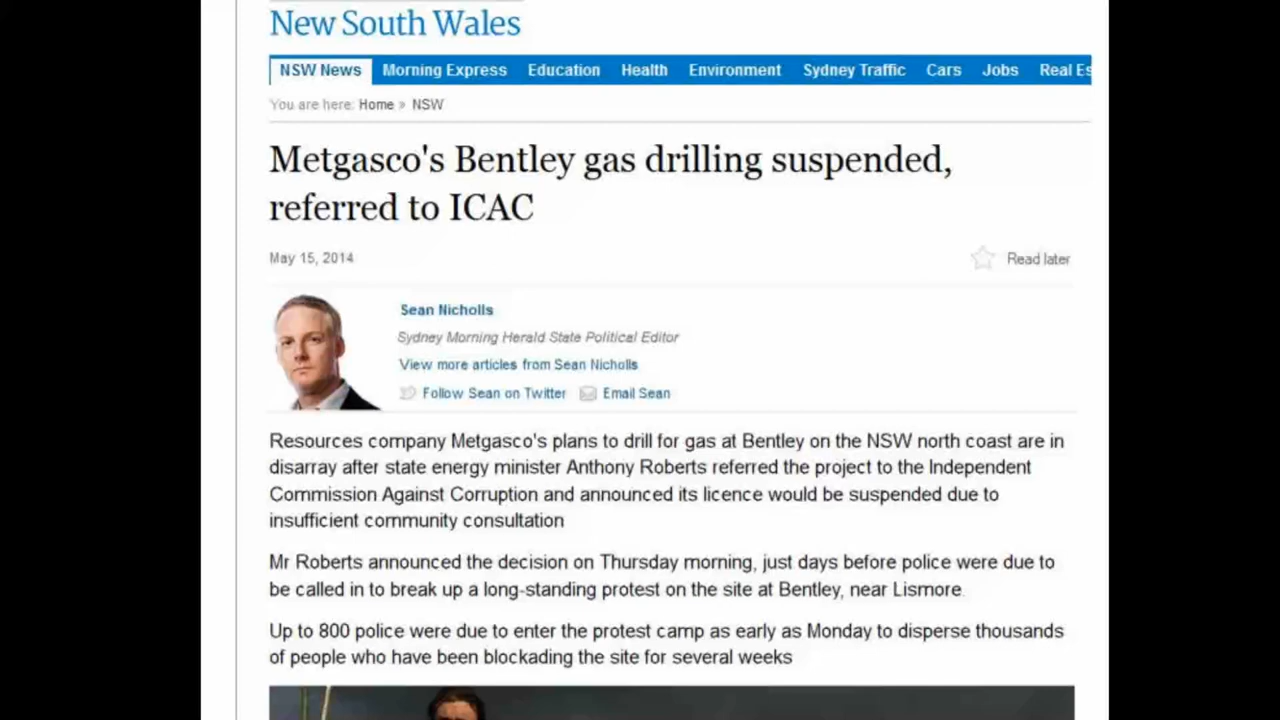 New South Wales
NSW News Morning Express Education Health Environment Sydney Traffic Cars Jobs Real Es
You are here: Home » NSW
Metgasco's Bentley gas drilling suspended,
referred to ICAC
May 15, 2014
Read later
Sean Nicholls
Sydney Morning Herald State Political Editor
View more articles from Sean Nicholls
Follow Sean on Twitter Email Sean
Resources company Metgasco's plans to drill for gas at Bentley on the NSW north coast are in
disarray after state energy minister Anthony Roberts referred the project to the Independent
Commission Against Corruption and announced its licence would be suspended due to
insufficient community consultation
Mr Roberts announced the decision on Thursday morning, just days before police were due to
be called in to break up a long-standing protest on the site at Bentley, near Lismore.
Up to 800 police were due to enter the protest camp as early as Monday to disperse thousands
of people who have been blockading the site for several weeks